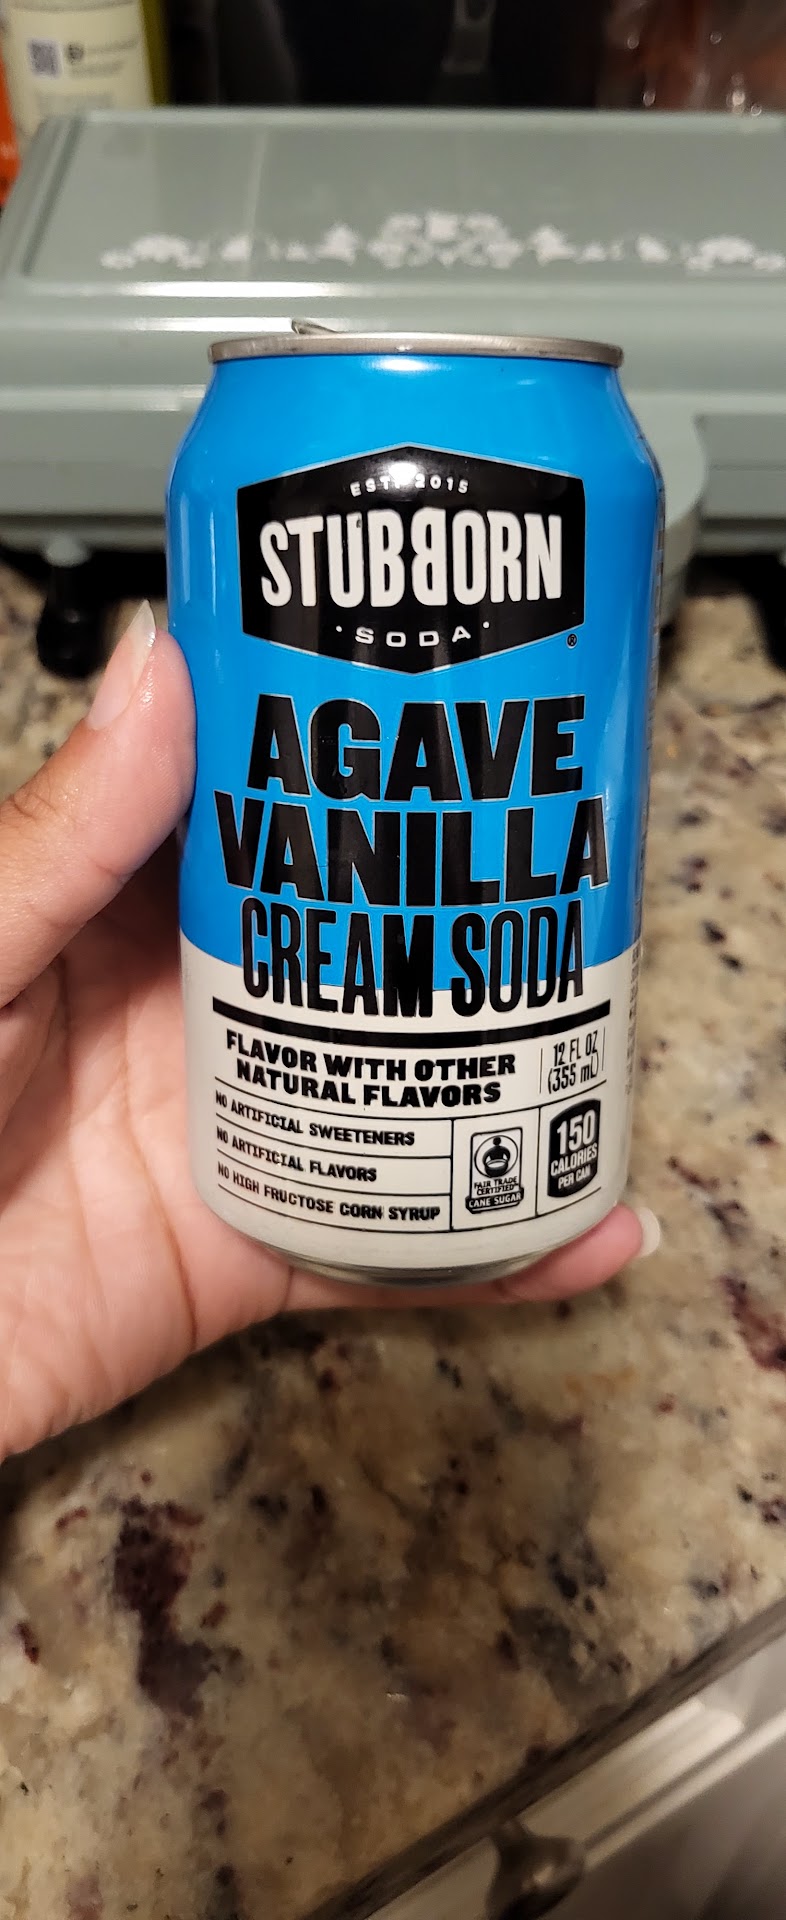 EST. 2015
STUBBORN
· SODA ·
®
AGAVE
VANILLA
CREAM SODA
FLAVOR WITH OTHER
NATURAL FLAVORS
12 FL OZ
(355 mL)
NO ARTIFICIAL SWEETENERS
NO ARTIFICIAL FLAVORS
NO HIGH FRUCTOSE CORN SYRUP
FAIR TRADE
CERTIFIED
CANE SUGAR
150
CALORIES
PER CAN